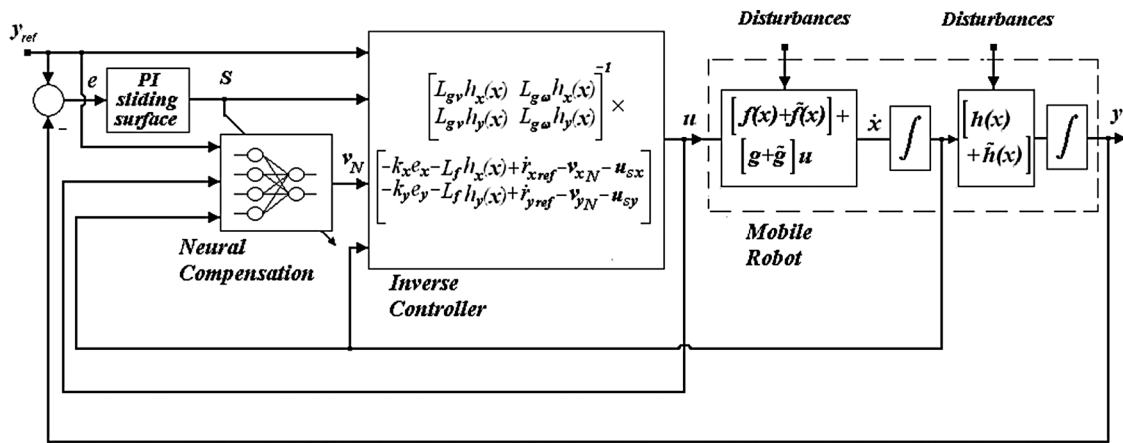 Disturbances
Disturbances
y_ref
e
PI
sliding
surface
S
-
[L_gv h_x(x) L_gω h_x(x)]^-1 ×
[L_gv h_y(x) L_gω h_y(x)]
[-k_x e_x - L_f h_x(x) + ṙ_xref - v_xN - u_sx]
[-k_y e_y - L_f h_y(x) + ṙ_yref - v_yN - u_sy]
v_N
Neural
Compensation
Inverse
Controller
u
[f(x)+f̃(x)]+
[g+g̃]u
ẋ
∫
[h(x)
+h̃(x)]
∫
y
Mobile
Robot